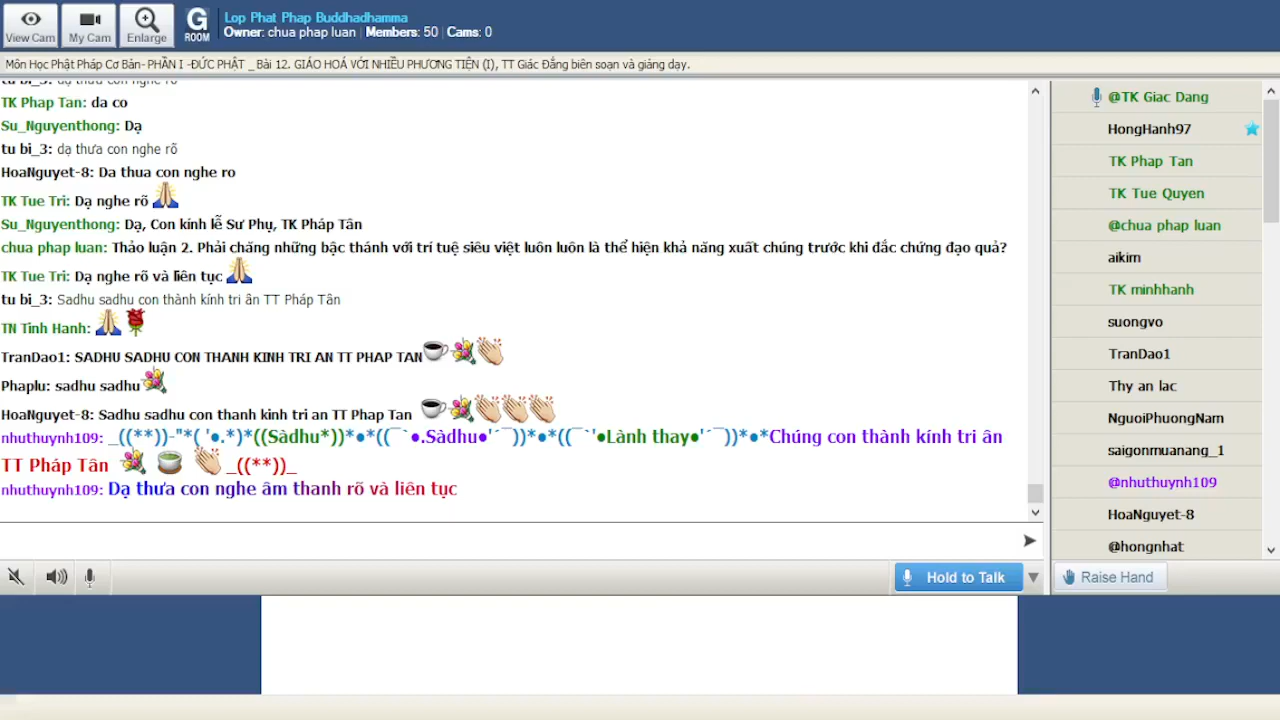 View Cam
My Cam
Enlarge
G
ROOM
Lop Phat Phap Buddhadhamma
Owner: chua phap luan | Members: 50 | Cams: 0
Môn Học Phật Pháp Cơ Bản- PHẦN I -ĐỨC PHẬT _ Bài 12. GIÁO HOÁ VỚI NHIỀU PHƯƠNG TIỆN (I), TT Giác Đẳng biên soạn và giảng dạy.
tu bi_3: dạ thưa con nghe rõ
TK Phap Tan: da co
Su_Nguyenthong: Dạ
tu bi_3: dạ thưa con nghe rõ
HoaNguyet-8: Da thua con nghe ro
TK Tue Tri: Dạ nghe rõ 🙏
Su_Nguyenthong: Dạ, Con kính lễ Sư Phụ, TK Pháp Tân
chua phap luan: Thảo luận 2. Phải chăng những bậc thánh với trí tuệ siêu việt luôn luôn là thể hiện khả năng xuất chúng trước khi đắc chứng đạo quả?
TK Tue Tri: Dạ nghe rõ và liên tục 🙏
tu bi_3: Sadhu sadhu con thành kính tri ân TT Pháp Tân
TN Tinh Hanh: 🙏🌹
TranDao1: SADHU SADHU CON THANH KINH TRI AN TT PHAP TAN☕💐👏
Phaplu: sadhu sadhu💐
HoaNguyet-8: Sadhu sadhu con thanh kinh tri an TT Phap Tan ☕💐👏👏👏
nhuthuynh109: _((**))-"*( '●.*)*((Sàdhu*))*●*((¯`●.Sàdhu●'´¯))*●*((¯`'●Lành thay●'´¯))*●*Chúng con thành kính tri ân
TT Pháp Tân 💐 🍵 👏 _((**))_
nhuthuynh109: Dạ thưa con nghe âm thanh rõ và liên tục
Hold to Talk
@TK Giac Dang
HongHanh97
TK Phap Tan
TK Tue Quyen
@chua phap luan
aikim
TK minhhanh
suongvo
TranDao1
Thy an lac
NguoiPhuongNam
saigonmuanang_1
@nhuthuynh109
HoaNguyet-8
@hongnhat
Raise Hand